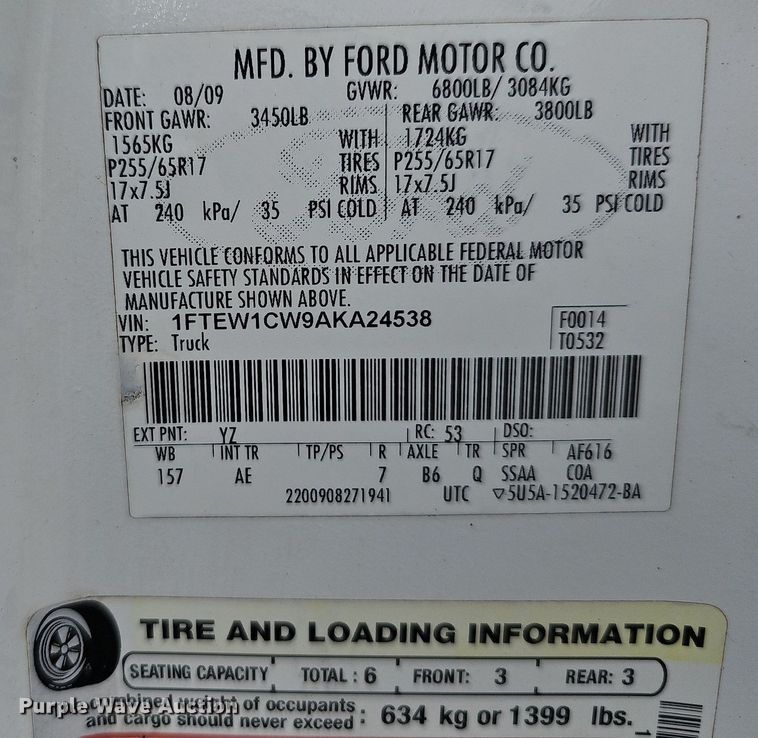 MFD. BY FORD MOTOR CO.
DATE: 08/09 GVWR: 6800LB/ 3084KG
FRONT GAWR: 3450LB REAR GAWR: 3800LB
1565KG WITH 1724KG WITH
P255/65R17 TIRES P255/65R17 TIRES
17x7.5J RIMS 17x7.5J RIMS
AT 240 kPa/ 35 PSI COLD AT 240 kPa/ 35 PSI COLD
THIS VEHICLE CONFORMS TO ALL APPLICABLE FEDERAL MOTOR
VEHICLE SAFETY STANDARDS IN EFFECT ON THE DATE OF
MANUFACTURE SHOWN ABOVE.
VIN: 1FTEW1CW9AKA24538 F0014
TYPE: Truck T0532
EXT PNT: YZ RC: 53 DSO:
WB INT TR TP/PS R AXLE TR SPR AF616
157 AE 7 B6 Q SSAA COA
2200908271941 UTC ▽5U5A-1520472-BA
TIRE AND LOADING INFORMATION
SEATING CAPACITY TOTAL : 6 FRONT: 3 REAR: 3
combined weight of occupants
and cargo should never exceed : 634 kg or 1399 lbs.
Purple Wave Auction